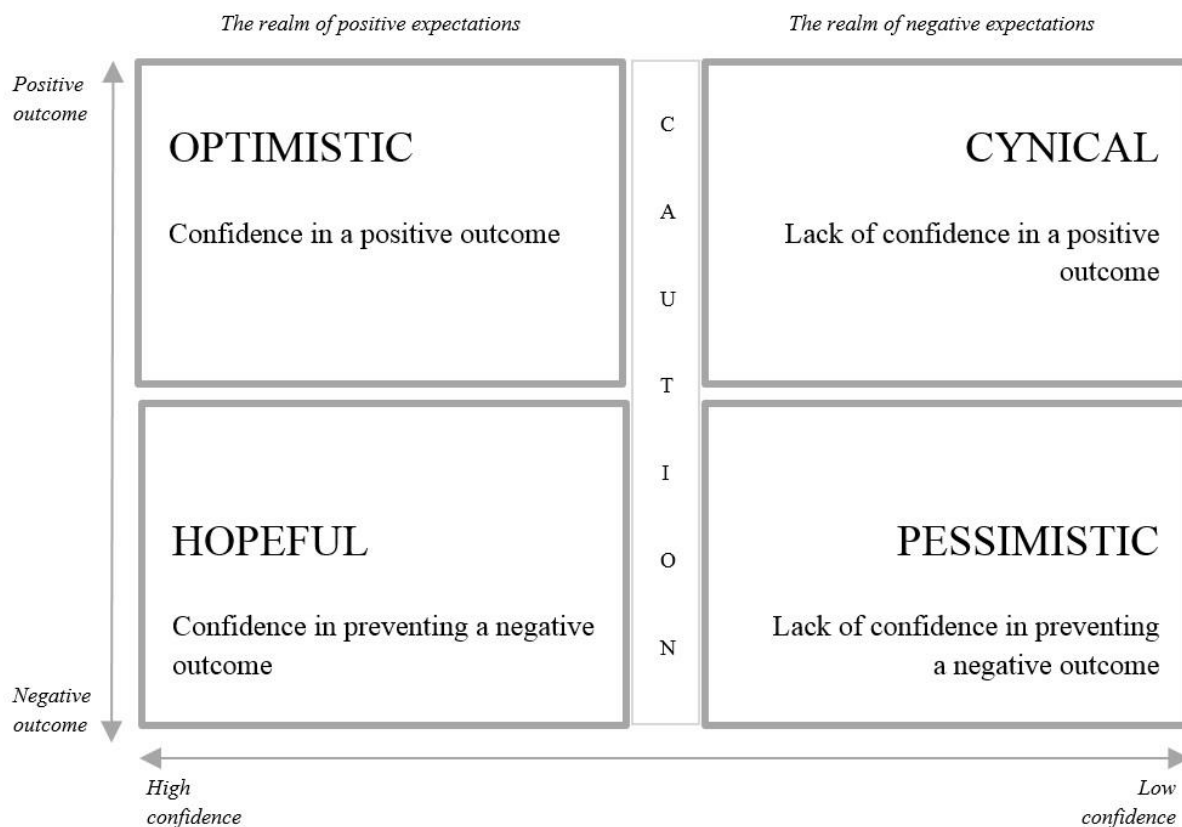 The realm of positive expectations
The realm of negative expectations
Positive
outcome
OPTIMISTIC
Confidence in a positive outcome
C
A
U
T
I
O
N
CYNICAL
Lack of confidence in a positive
outcome
HOPEFUL
Confidence in preventing a negative
outcome
PESSIMISTIC
Lack of confidence in preventing
a negative outcome
Negative
outcome
High
confidence
Low
confidence